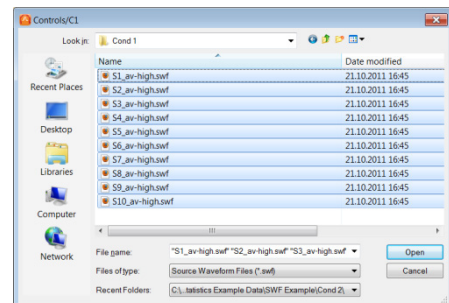 Controls/C1
Look in: Cond 1
Name Date modified
S1_av-high.swf 21.10.2011 16:45
S2_av-high.swf 21.10.2011 16:45
S3_av-high.swf 21.10.2011 16:45
S4_av-high.swf 21.10.2011 16:45
S5_av-high.swf 21.10.2011 16:45
S6_av-high.swf 21.10.2011 16:45
S7_av-high.swf 21.10.2011 16:45
S8_av-high.swf 21.10.2011 16:45
S9_av-high.swf 21.10.2011 16:45
S10_av-high.swf 21.10.2011 16:45
Recent Places
Desktop
Libraries
Computer
Network
File name: "S1_av-high.swf" "S2_av-high.swf" "S3_av-high.swf" Open
Files of type: Source Waveform Files (*.swf) Cancel
Recent Folders: C:\...tatistics Example Data\SWF Example\Cond 2\